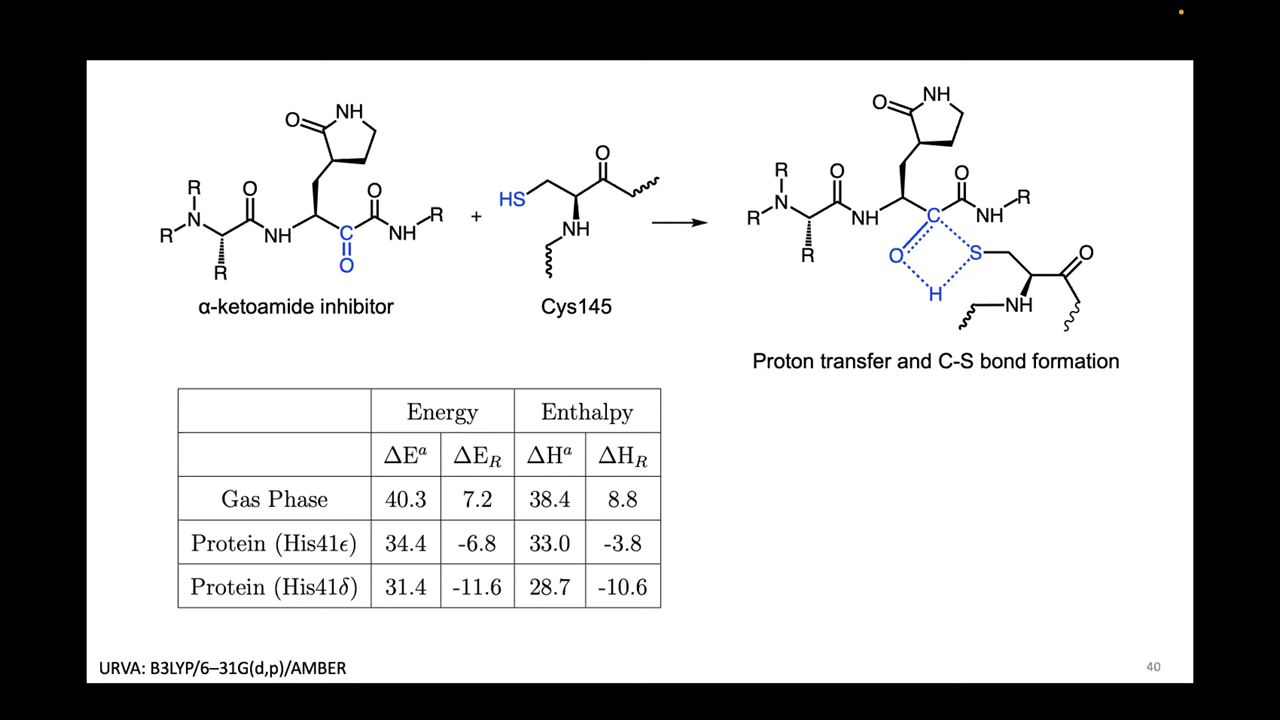 NH
O
R
O
O
N
R
NH
C
NH
R
R
O
α-ketoamide inhibitor
+
O
HS
NH
Cys145
NH
O
R
O
O
N
R
NH
C
NH
R
R
O
S
O
H
NH
Proton transfer and C-S bond formation
Energy Enthalpy
ΔEᵃ ΔE_R ΔHᵃ ΔH_R
Gas Phase 40.3 7.2 38.4 8.8
Protein (His41ϵ) 34.4 -6.8 33.0 -3.8
Protein (His41δ) 31.4 -11.6 28.7 -10.6
URVA: B3LYP/6–31G(d,p)/AMBER
40